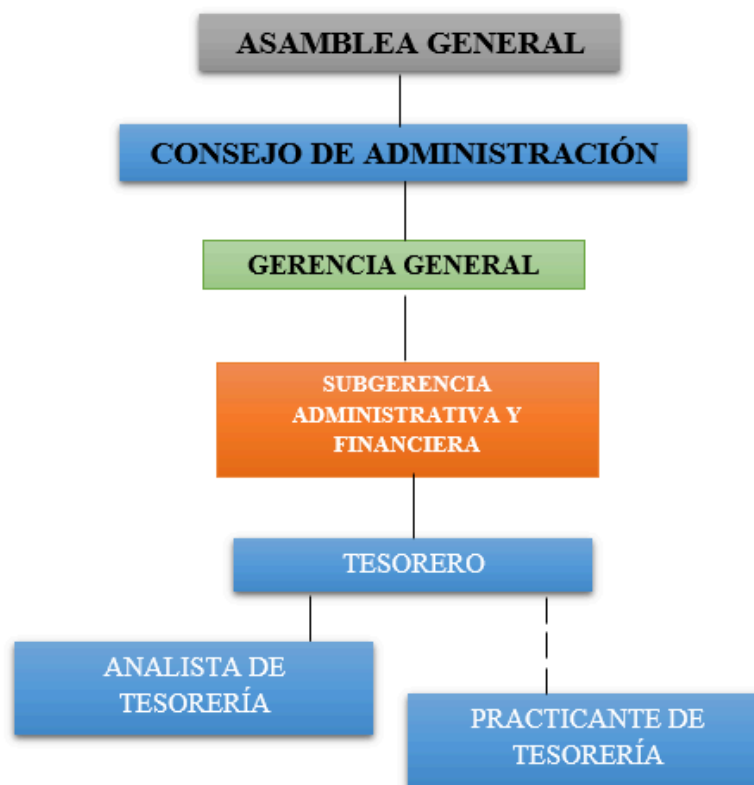 ASAMBLEA GENERAL
CONSEJO DE ADMINISTRACIÓN
GERENCIA GENERAL
SUBGERENCIA
ADMINISTRATIVA Y
FINANCIERA
TESORERO
ANALISTA DE
TESORERÍA
PRACTICANTE DE
TESORERÍA